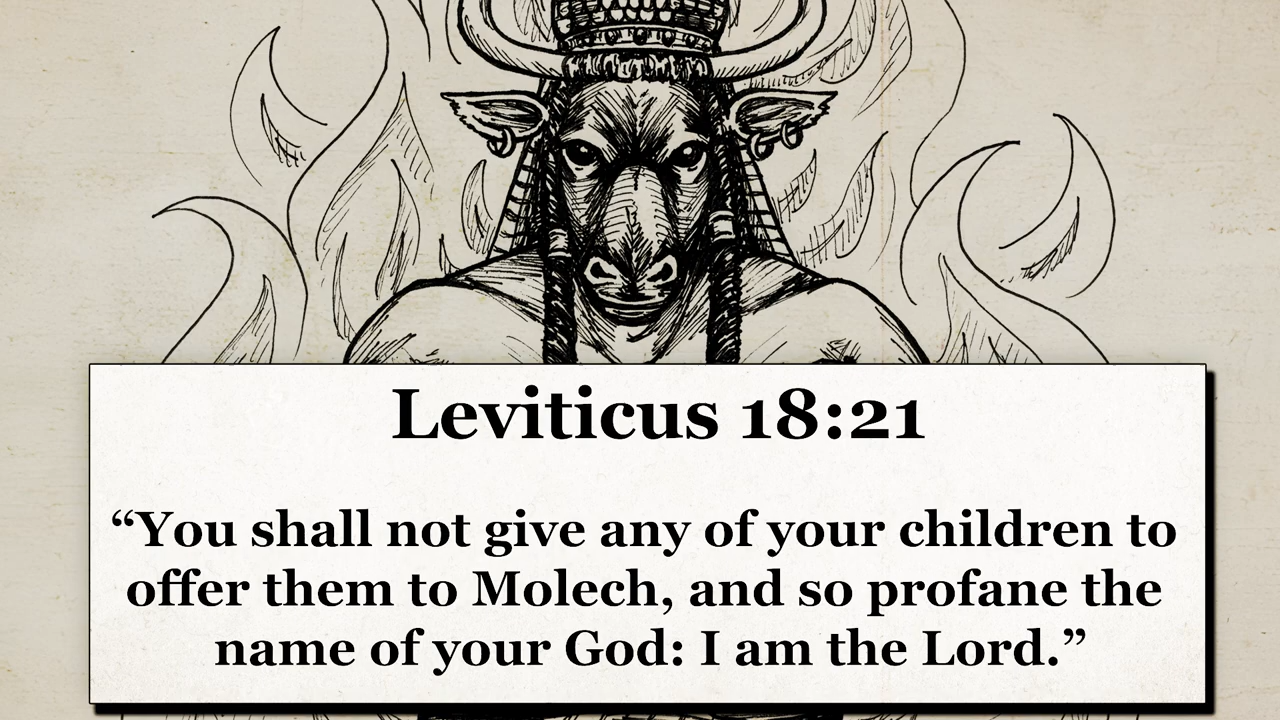 Leviticus 18:21
“You shall not give any of your children to
offer them to Molech, and so profane the
name of your God: I am the Lord.”